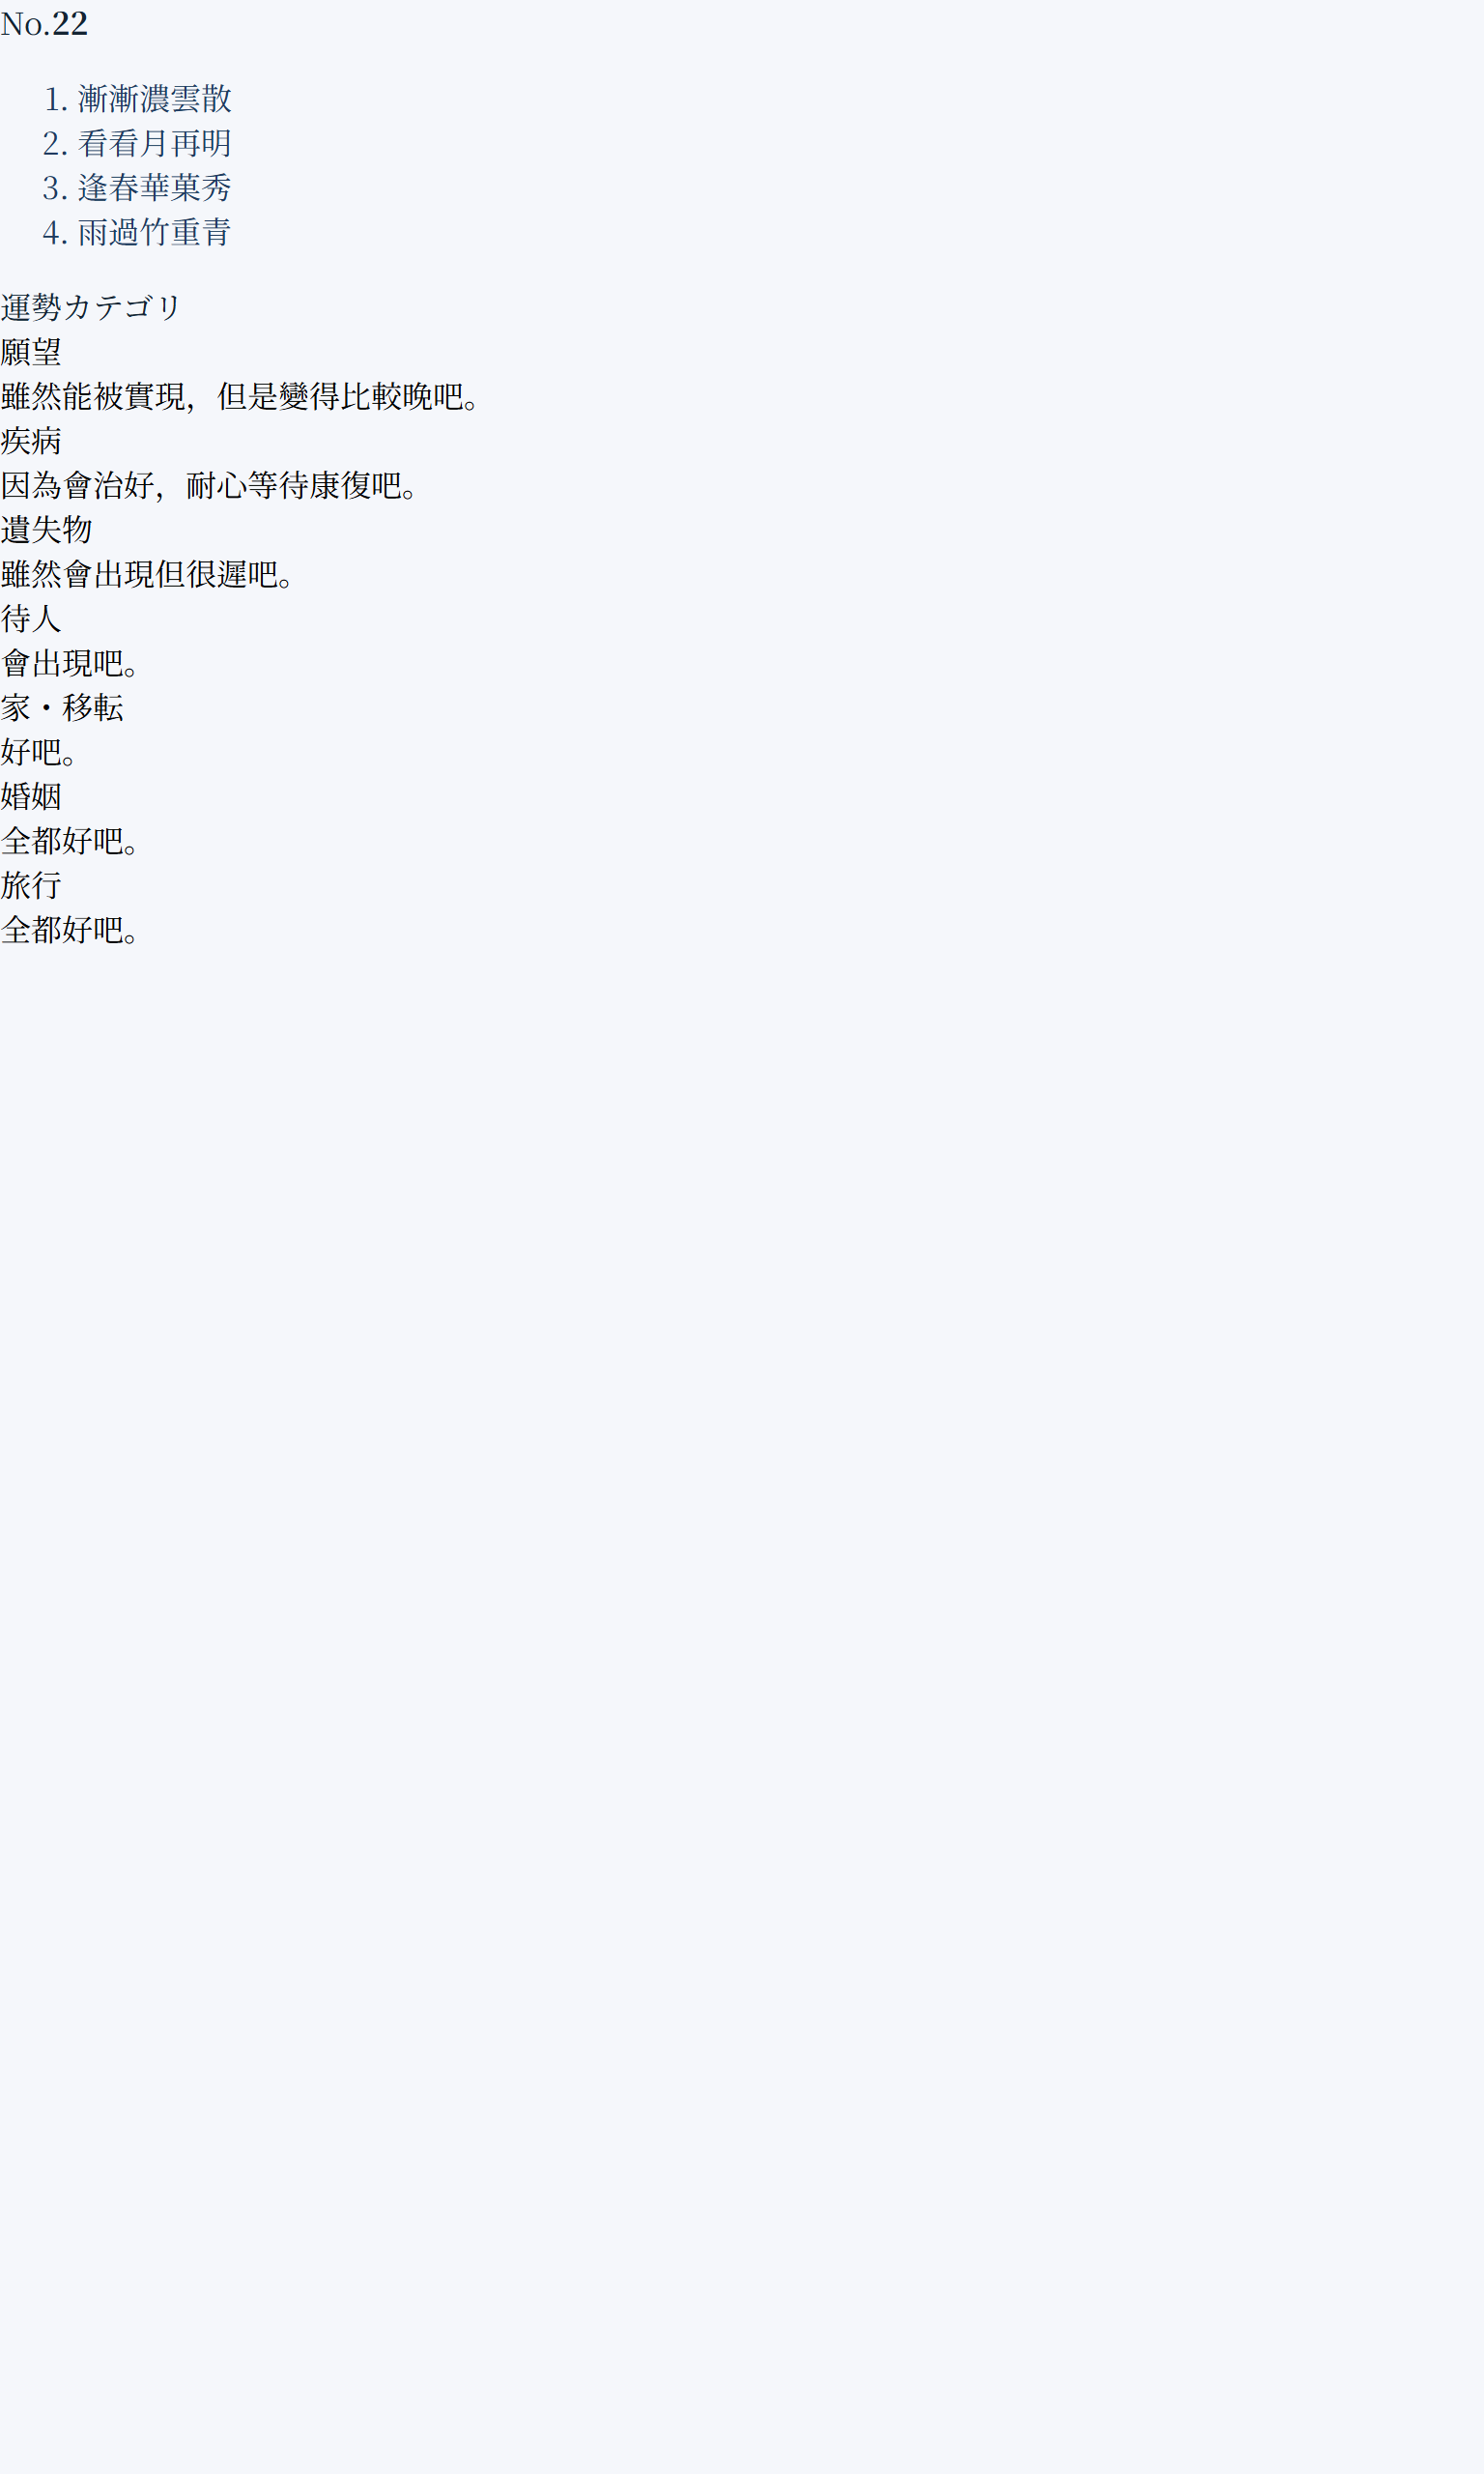 No.22
1. 漸漸濃雲散
2. 看看月再明
3. 逢春華菓秀
4. 雨過竹重青
運勢カテゴリ
願望
雖然能被實現，但是變得比較晚吧。
疾病
因為會治好，耐心等待康復吧。
遺失物
雖然會出現但很遲吧。
待人
會出現吧。
家・移転
好吧。
婚姻
全都好吧。
旅行
全都好吧。